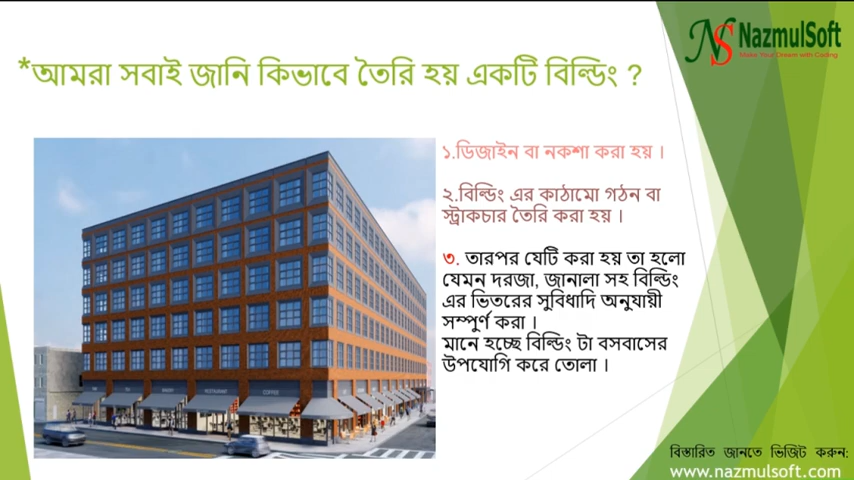 NazmulSoft
Make Your Dream with Coding
*আমরা সবাই জানি কিভাবে তৈরি হয় একটি বিল্ডিং ?
১.ডিজাইন বা নকশা করা হয় ।
২.বিল্ডিং এর কাঠামো গঠন বা
স্ট্রাকচার তৈরি করা হয় ।
৩. তারপর যেটি করা হয় তা হলো
যেমন দরজা, জানালা সহ বিল্ডিং
এর ভিতরের সুবিধাদি অনুযায়ী
সম্পুর্ণ করা ।
মানে হচ্ছে বিল্ডিং টা বসবাসের
উপযোগি করে তোলা ।
RESTAURANT
COFFEE
বিস্তারিত জানতে ভিজিট করুন:
www.nazmulsoft.com